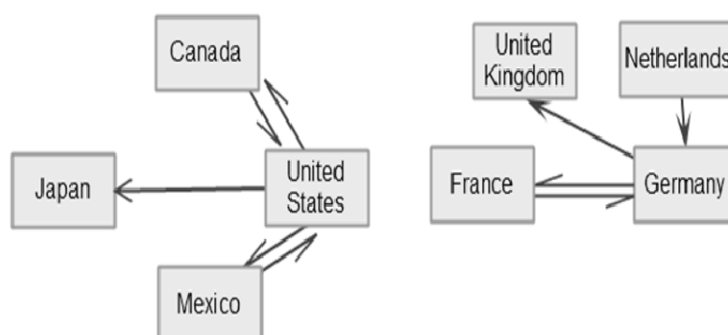 Canada
United
Kingdom
Netherlands
Japan
United
States
France
Germany
Mexico